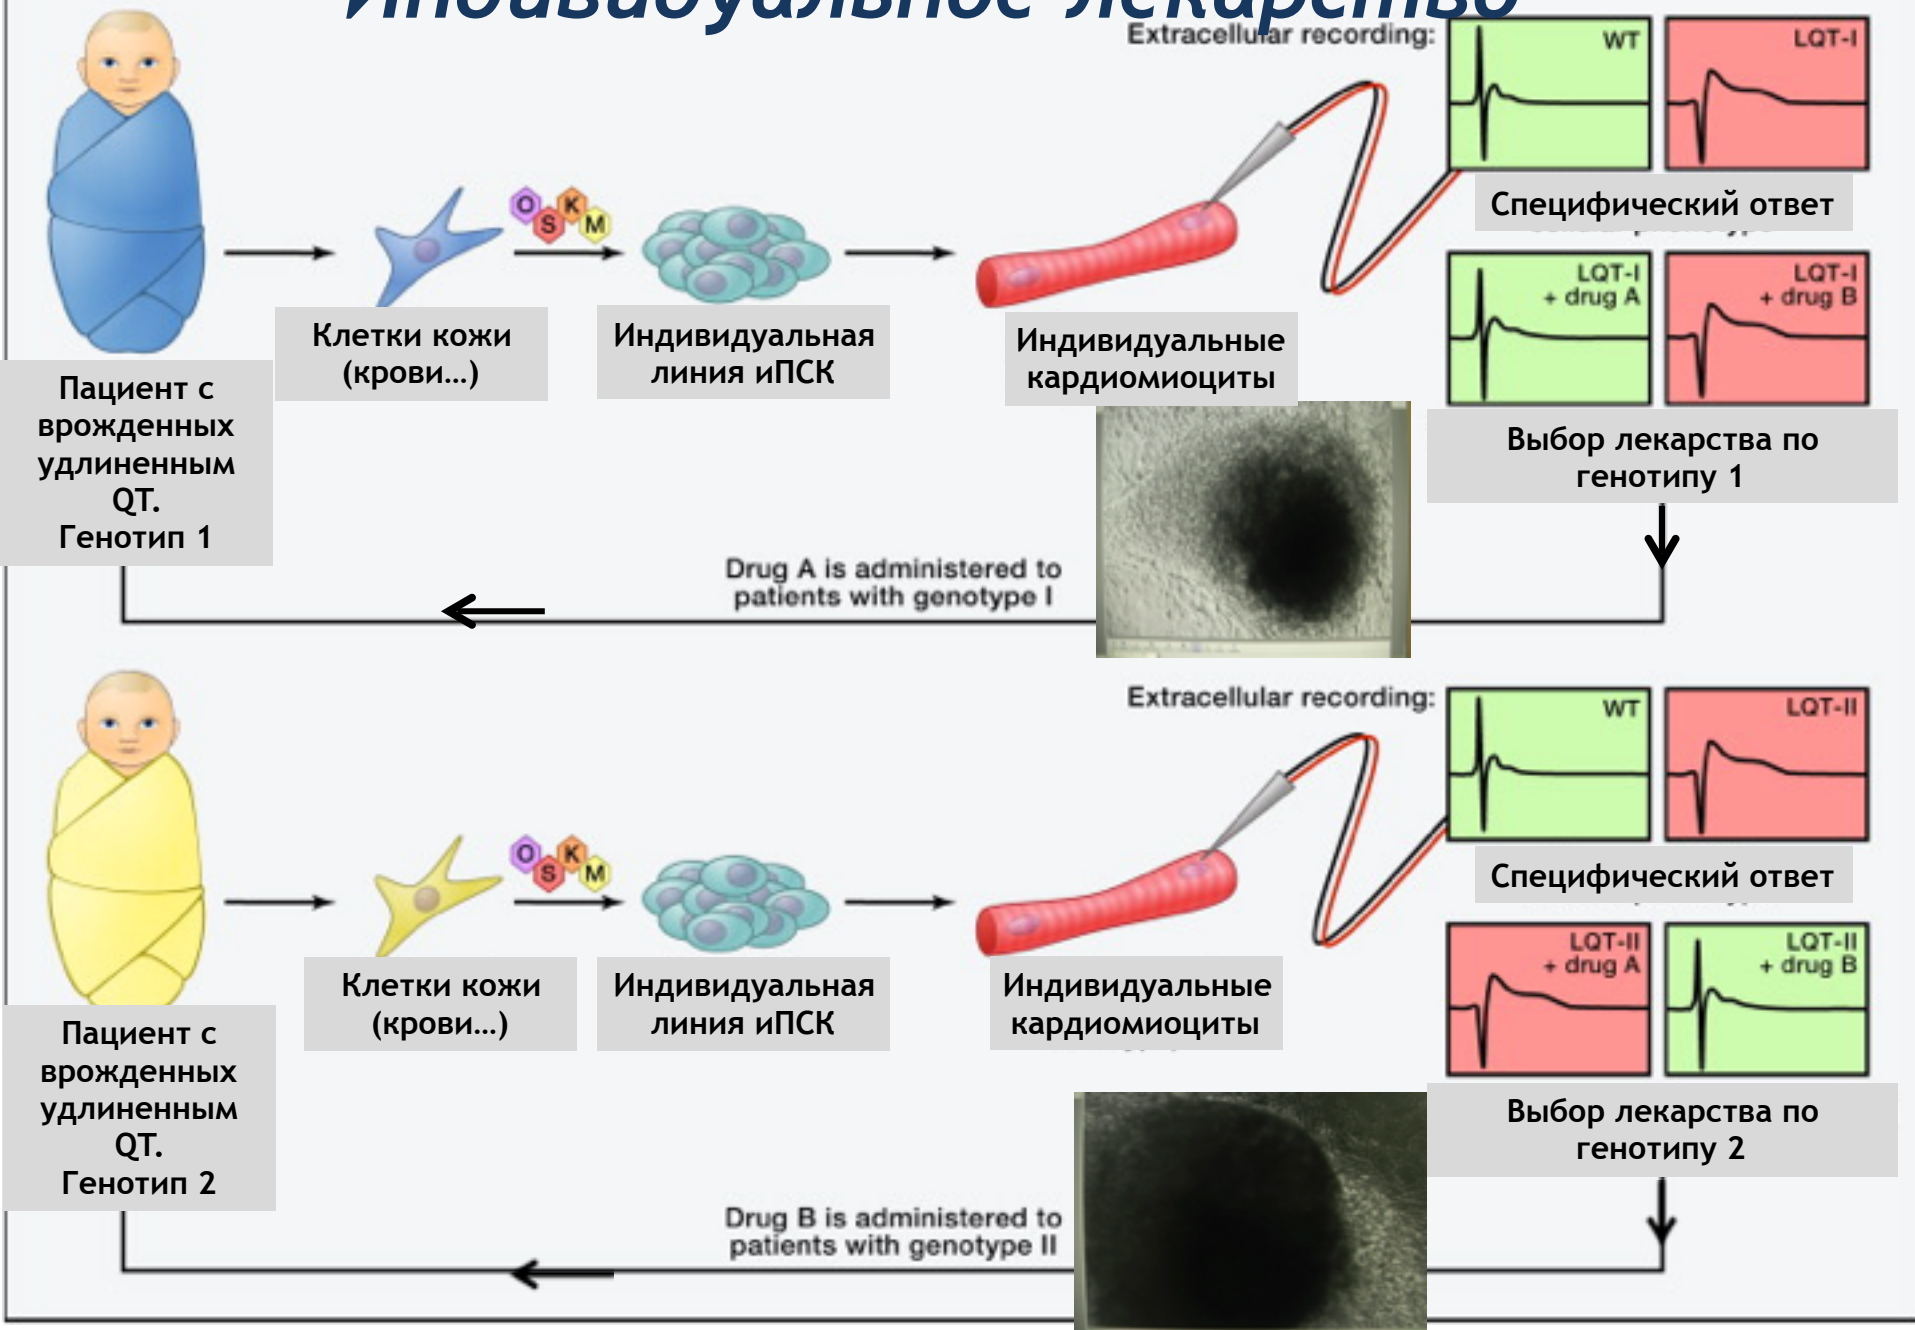 Индивидуальное лекарство
Extracellular recording:
WT
LQT-I
O
S
K
M
Специфический ответ
LQT-I
+ drug A
LQT-I
+ drug B
Клетки кожи
(крови…)
Индивидуальная
линия иПСК
Индивидуальные
кардиомиоциты
Пациент с
врожденных
удлиненным
QT.
Генотип 1
Выбор лекарства по
генотипу 1
Drug A is administered to
patients with genotype I
Extracellular recording:
WT
LQT-II
O
S
K
M
Специфический ответ
LQT-II
+ drug A
LQT-II
+ drug B
Клетки кожи
(крови…)
Индивидуальная
линия иПСК
Индивидуальные
кардиомиоциты
Пациент с
врожденных
удлиненным
QT.
Генотип 2
Выбор лекарства по
генотипу 2
Drug B is administered to
patients with genotype II